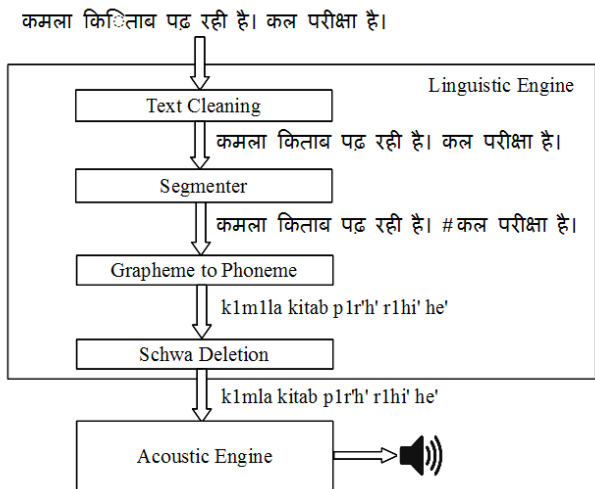 कमला कििताब पढ़ रही है। कल परीक्षा है।
Linguistic Engine
Text Cleaning
कमला किताब पढ़ रही है। कल परीक्षा है।
Segmenter
कमला किताब पढ़ रही है। #कल परीक्षा है।
Grapheme to Phoneme
k1m1la kitab p1r'h' r1hi' he'
Schwa Deletion
k1mla kitab p1r'h' r1hi' he'
Acoustic Engine